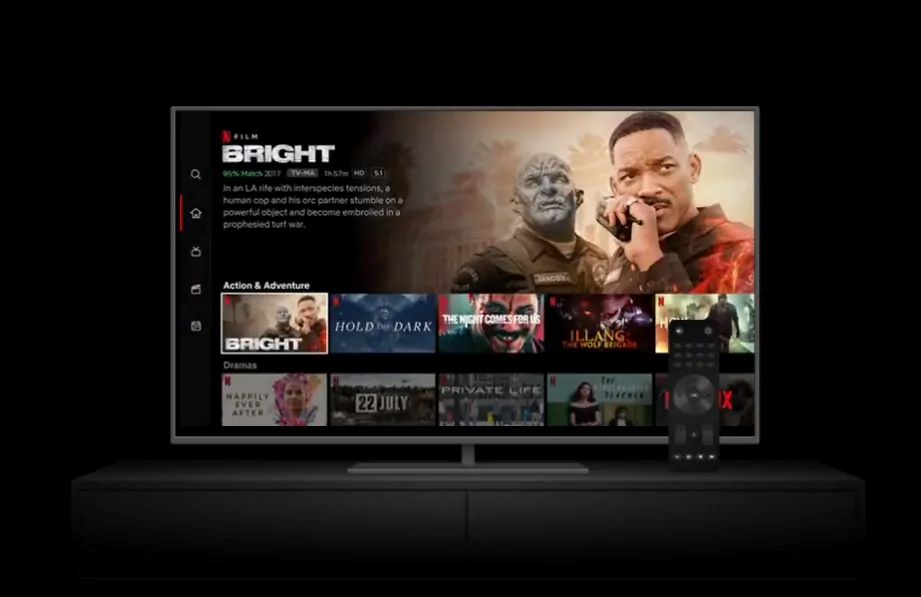 N FILM
BRIGHT
95% Match 2017 TV-MA 1h 57m HD 5.1
In an LA rife with interspecies tensions, a
human cop and his orc partner stumble on a
powerful object and become embroiled in a
prophesied turf war.
JAKOBY
Action & Adventure
N
BRIGHT
N
HOLD THE DARK
N
THE NIGHT COMES FOR US
N
ILLANG:
THE WOLF BRIGADE
N
Dramas
N
NAPPILY
EVER
AFTER
N
22 JULY
N
PRIVATE LIFE
N
THE
TEACHER
N